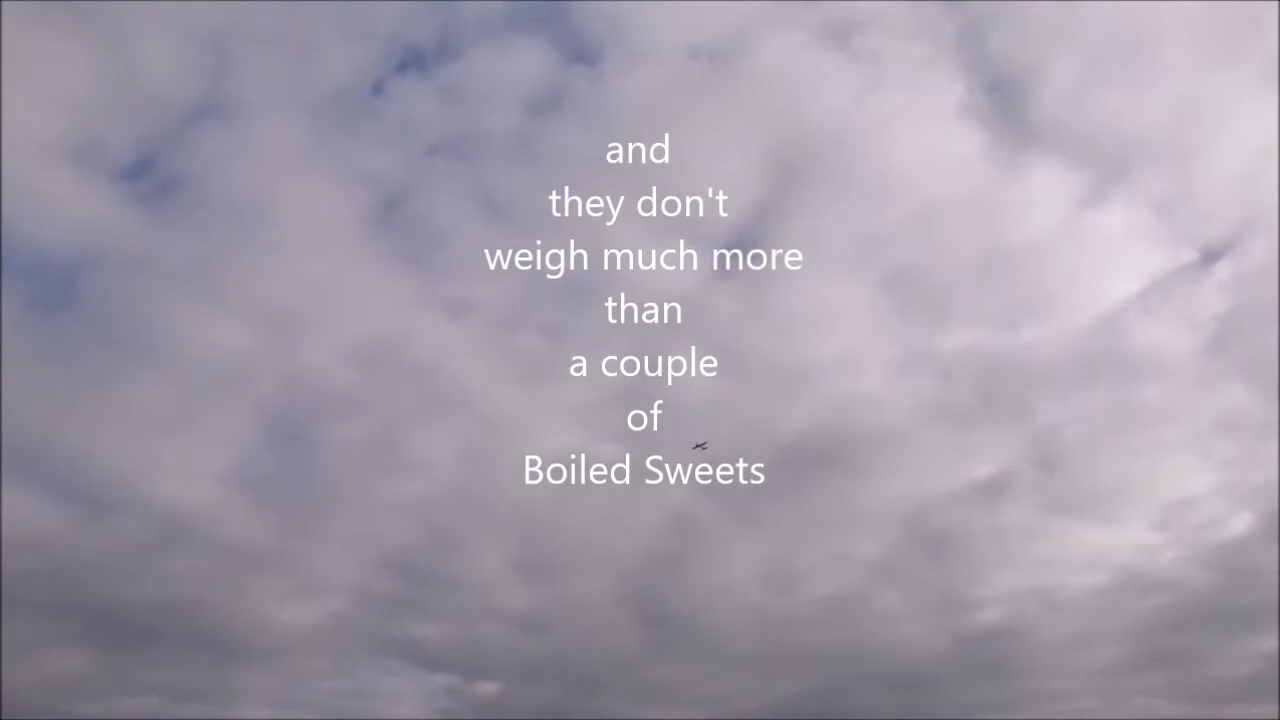 and
they don't
weigh much more
than
a couple
of
Boiled Sweets